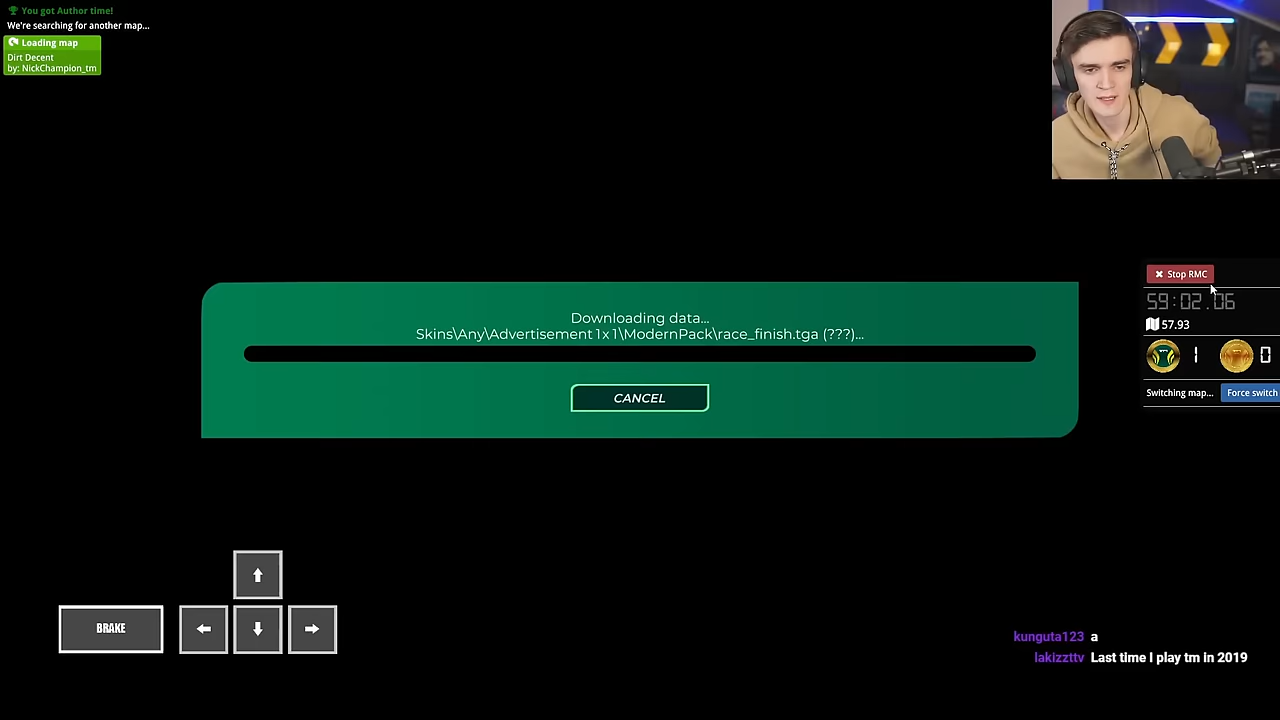 You got Author time!
We're searching for another map...
Loading map
Dirt Decent
by: NickChampion_tm
Downloading data...
Skins\Any\Advertisement1x1\ModernPack\race_finish.tga (???)...
CANCEL
Stop RMC
59:02.06
57.93
1 0
Switching map... Force switch
BRAKE
kunguta123 a
lakizzttv Last time I play tm in 2019